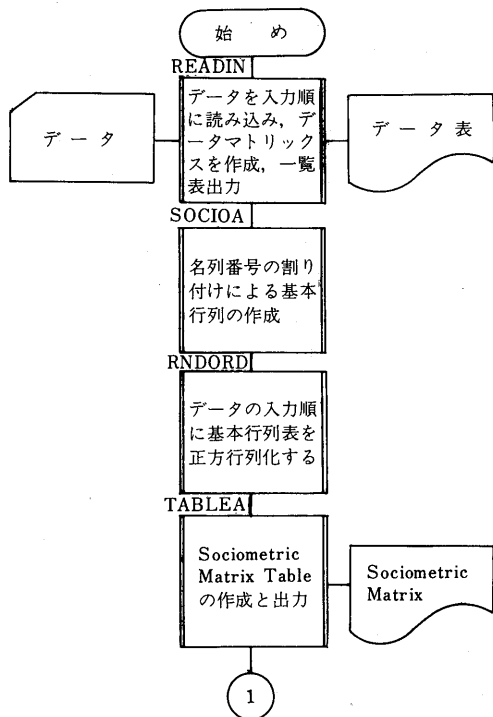 始 め
READIN
データを入力順
に読み込み,デー
タマトリックス
を作成,一覧
表出力
データ
データ表
SOCIOA
名列番号の割り
付けによる基本
行列の作成
RNDORD
データの入力順
に基本行列表を
正方行列化する
TABLEA
Sociometric
Matrix Table
の作成と出力
Sociometric
Matrix
1